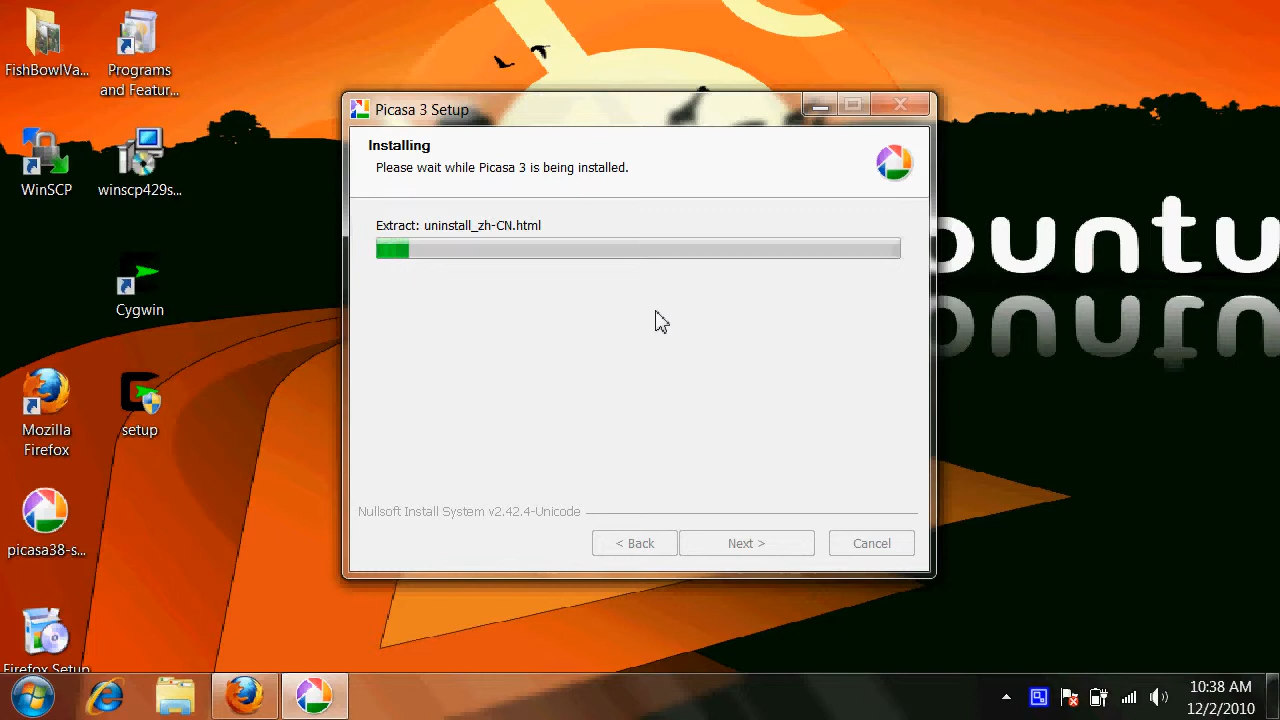 FishBowlVa...
Programs
and Featur...
WinSCP
winscp429s...
Cygwin
Mozilla
Firefox
setup
picasa38-s...
Firefox Setup
Picasa 3 Setup
Installing
Please wait while Picasa 3 is being installed.
Extract: uninstall_zh-CN.html
Nullsoft Install System v2.42.4-Unicode
< Back
Next >
Cancel
buntu
10:38 AM
12/2/2010